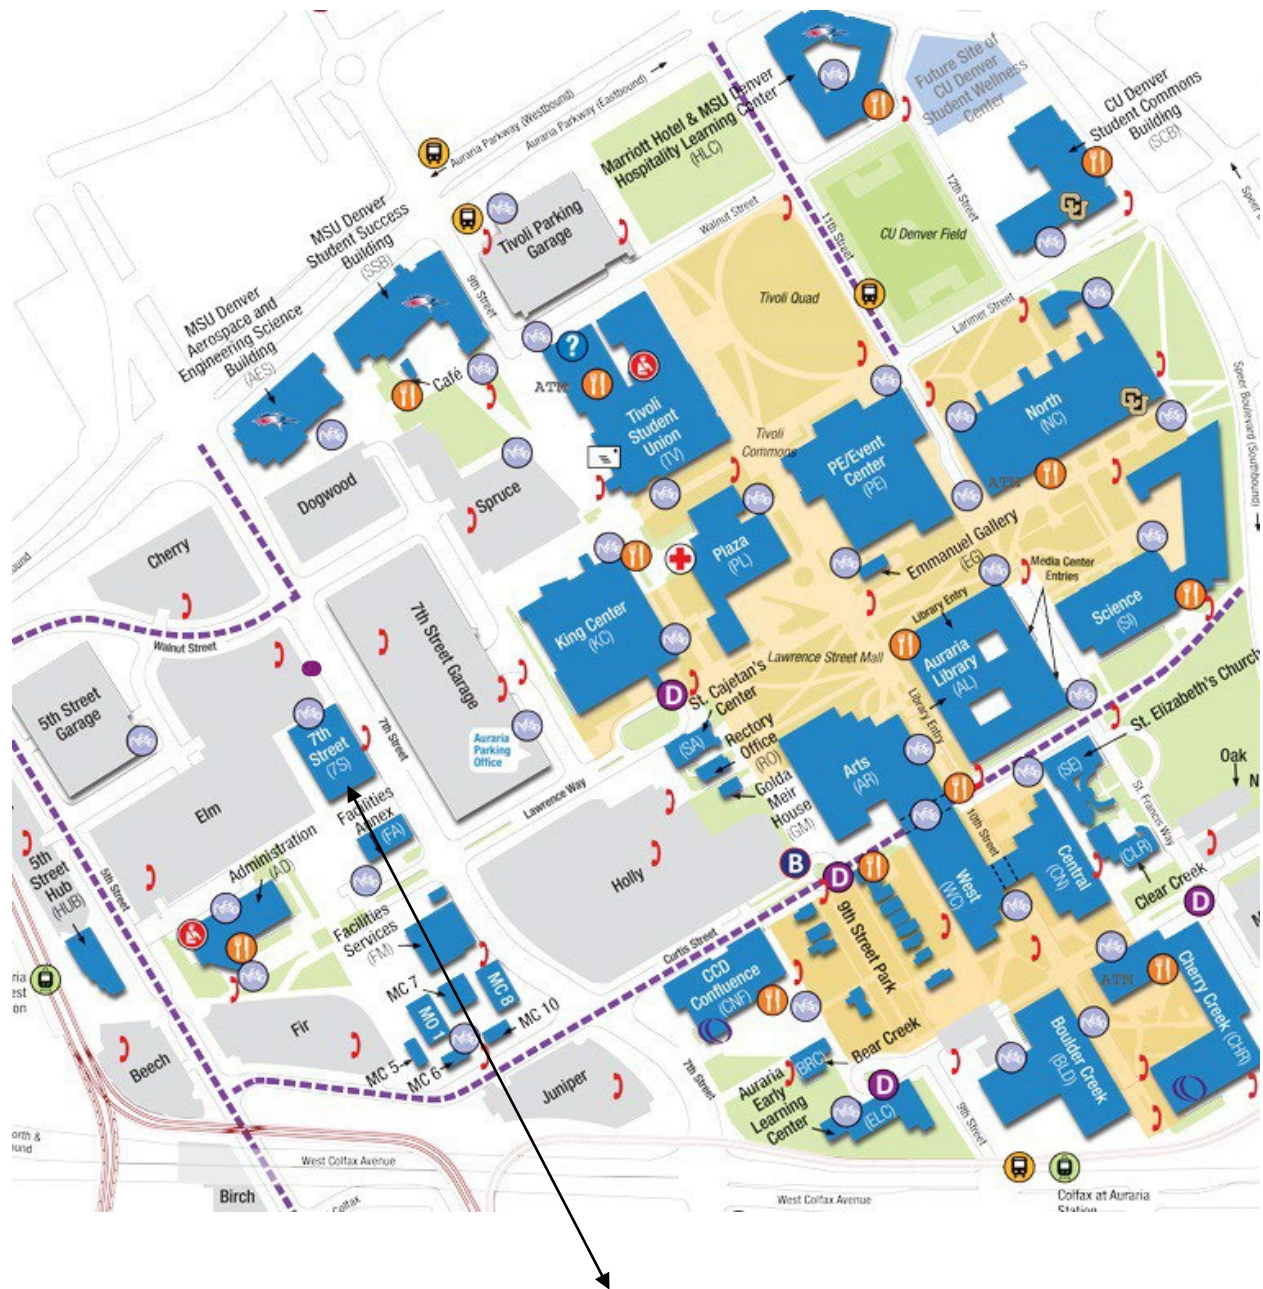 Auraria Parkway (Westbound)
Auraria Parkway (Eastbound)
Marriott Hotel & MSU Denver
Hospitality Learning Center
(HLC)
Future Site of
CU Denver
Student Wellness
Center
CU Denver
Student Commons
Building
(SCB)
MSU Denver
Student Success
Building
(SSB)
MSU Denver
Aerospace and
Engineering Science
Building
(AES)
Tivoli Parking
Garage
Walnut Street
11th Street
12th Street
CU Denver Field
Tivoli Quad
Larimer Street
Speer Boulevard (Southbound)
9th Street
Café
?
ATM
Tivoli
Student
Union
(TV)
Tivoli
Commons
PE/Event
Center
(PE)
North
(NC)
ATM
Dogwood
Spruce
Cherry
Plaza
(PL)
Emmanuel Gallery
(EG)
Media Center
Entries
Library Entry
Science
(SI)
King Center
(KC)
7th Street Garage
Walnut Street
5th Street
Garage
7th
Street
(7S)
7th Street
Auraria
Parking
Office
D
St. Cajetan's
Center
(SA)
Lawrence Street Mall
Auraria
Library
(AL)
Library Entry
St. Elizabeth's Church
(SE)
Oak
N
Rectory
Office
(RO)
Golda
Meir
House
(GM)
Arts
(AR)
St. Francis Way
Lawrence Way
Elm
Facilities
Annex
(FA)
Administration
(AD)
5th
Street
Hub
(HUB)
5th Street
Holly
B
D
10th Street
West
(WC)
Central
(CN)
(CLR)
Clear Creek
D
9th Street Park
Facilities
Services
(FM)
Curtis Street
CCD
Confluence
(CNF)
ATM
Cherry Creek (CHR)
MC 7
MC 8
MO 1
MC 10
MC 5
MC 6
Fir
Beech
Juniper
Bear Creek
(BRC)
Boulder Creek
(BLD)
7th Street
Auraria
Early
Learning
Center
(ELC)
D
9th Street
West Colfax Avenue
Birch
Colfax
West Colfax Avenue
Colfax at Auraria
Station